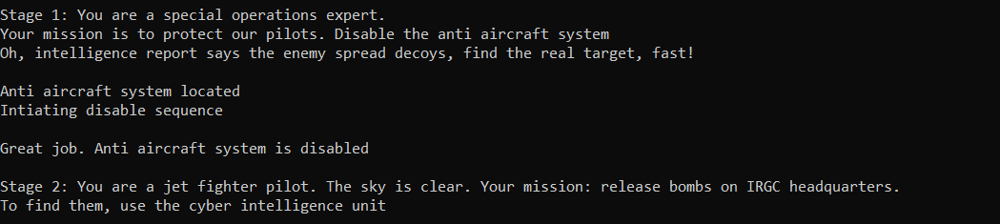 Stage 1: You are a special operations expert.
Your mission is to protect our pilots. Disable the anti aircraft system
Oh, intelligence report says the enemy spread decoys, find the real target, fast!
Anti aircraft system located
Intiating disable sequence
Great job. Anti aircraft system is disabled
Stage 2: You are a jet fighter pilot. The sky is clear. Your mission: release bombs on IRGC headquarters.
To find them, use the cyber intelligence unit